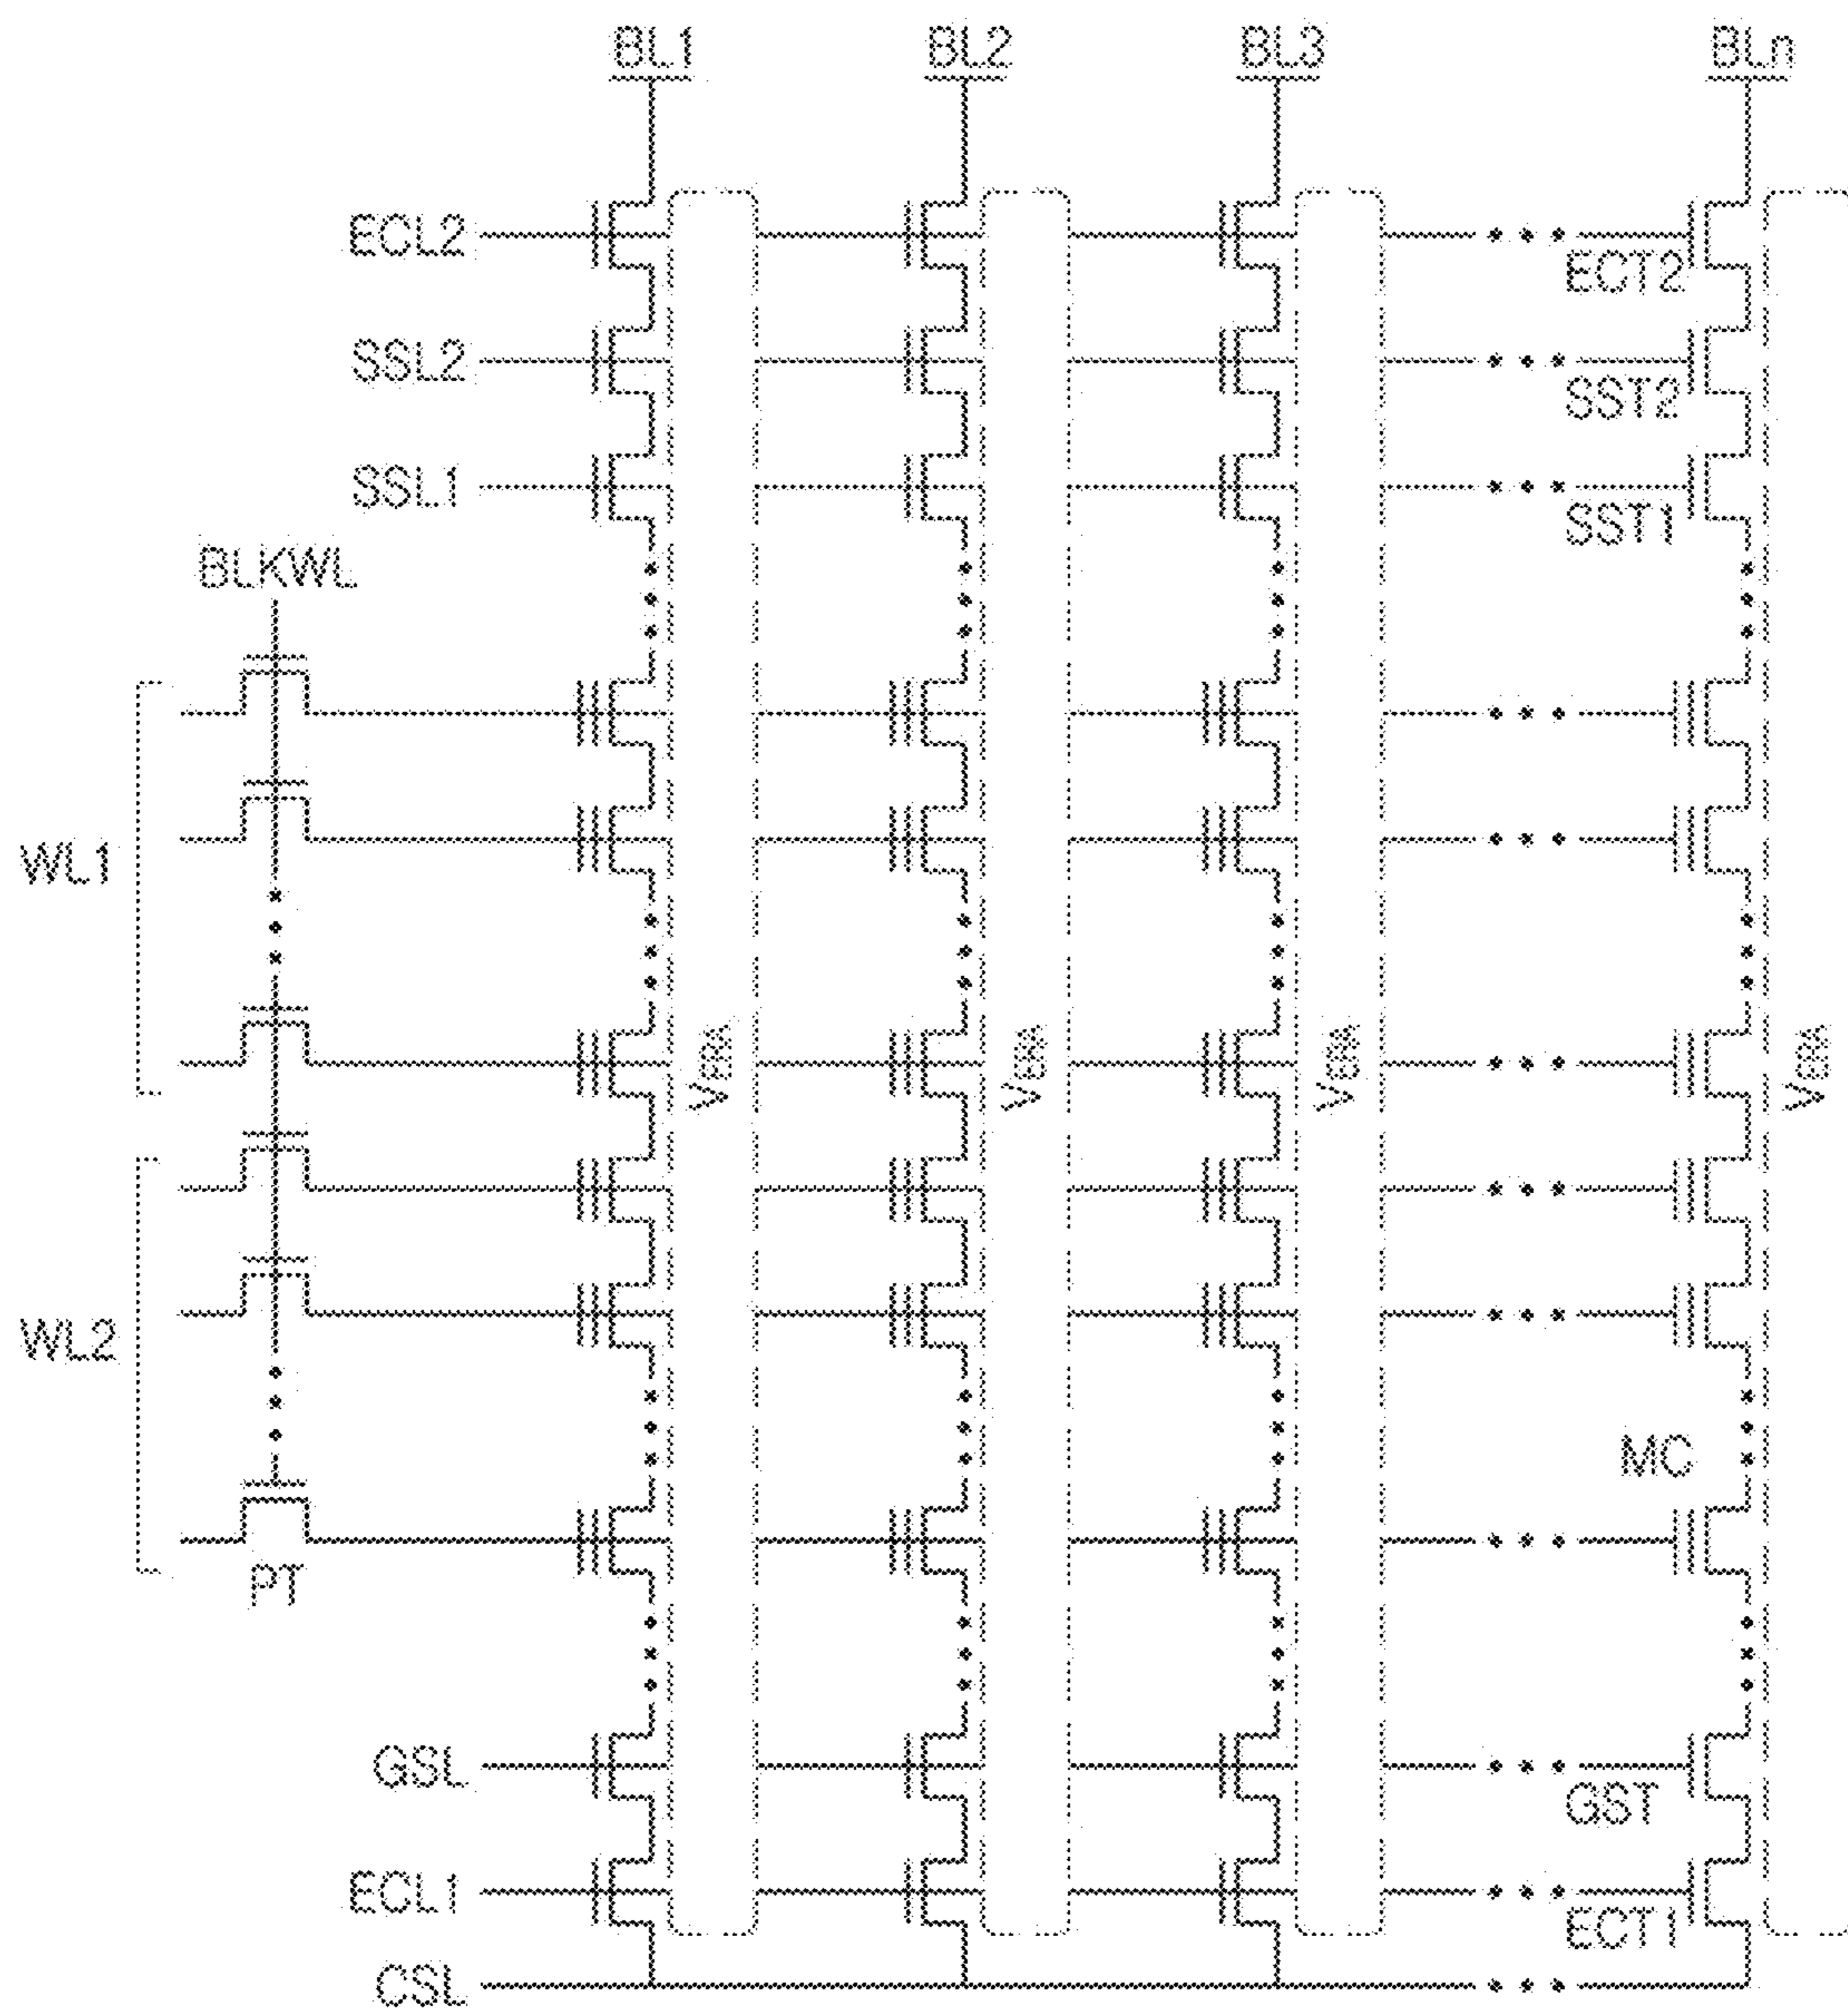 BL1 BL2 BL3 BLn
ECL2
ECT2
SSL2
SST2
SSL1
SST1
BLKWL
WL1
VERA VERA VERA VERA
WL2
MC
PT
GSL
GST
ECL1
ECT1
CSL